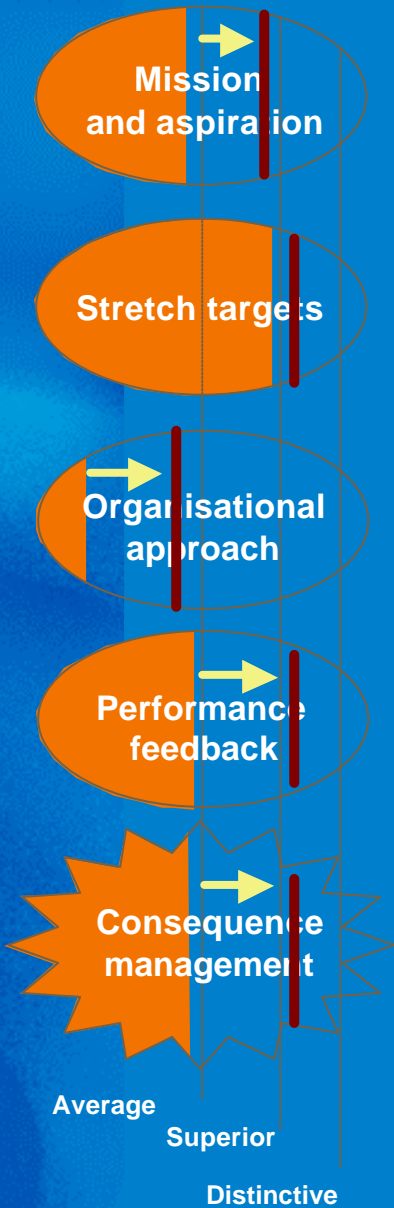 Mission
and aspiration
Stretch targets
Organisational
approach
Performance
feedback
Consequence
management
Average
Superior
Distinctive